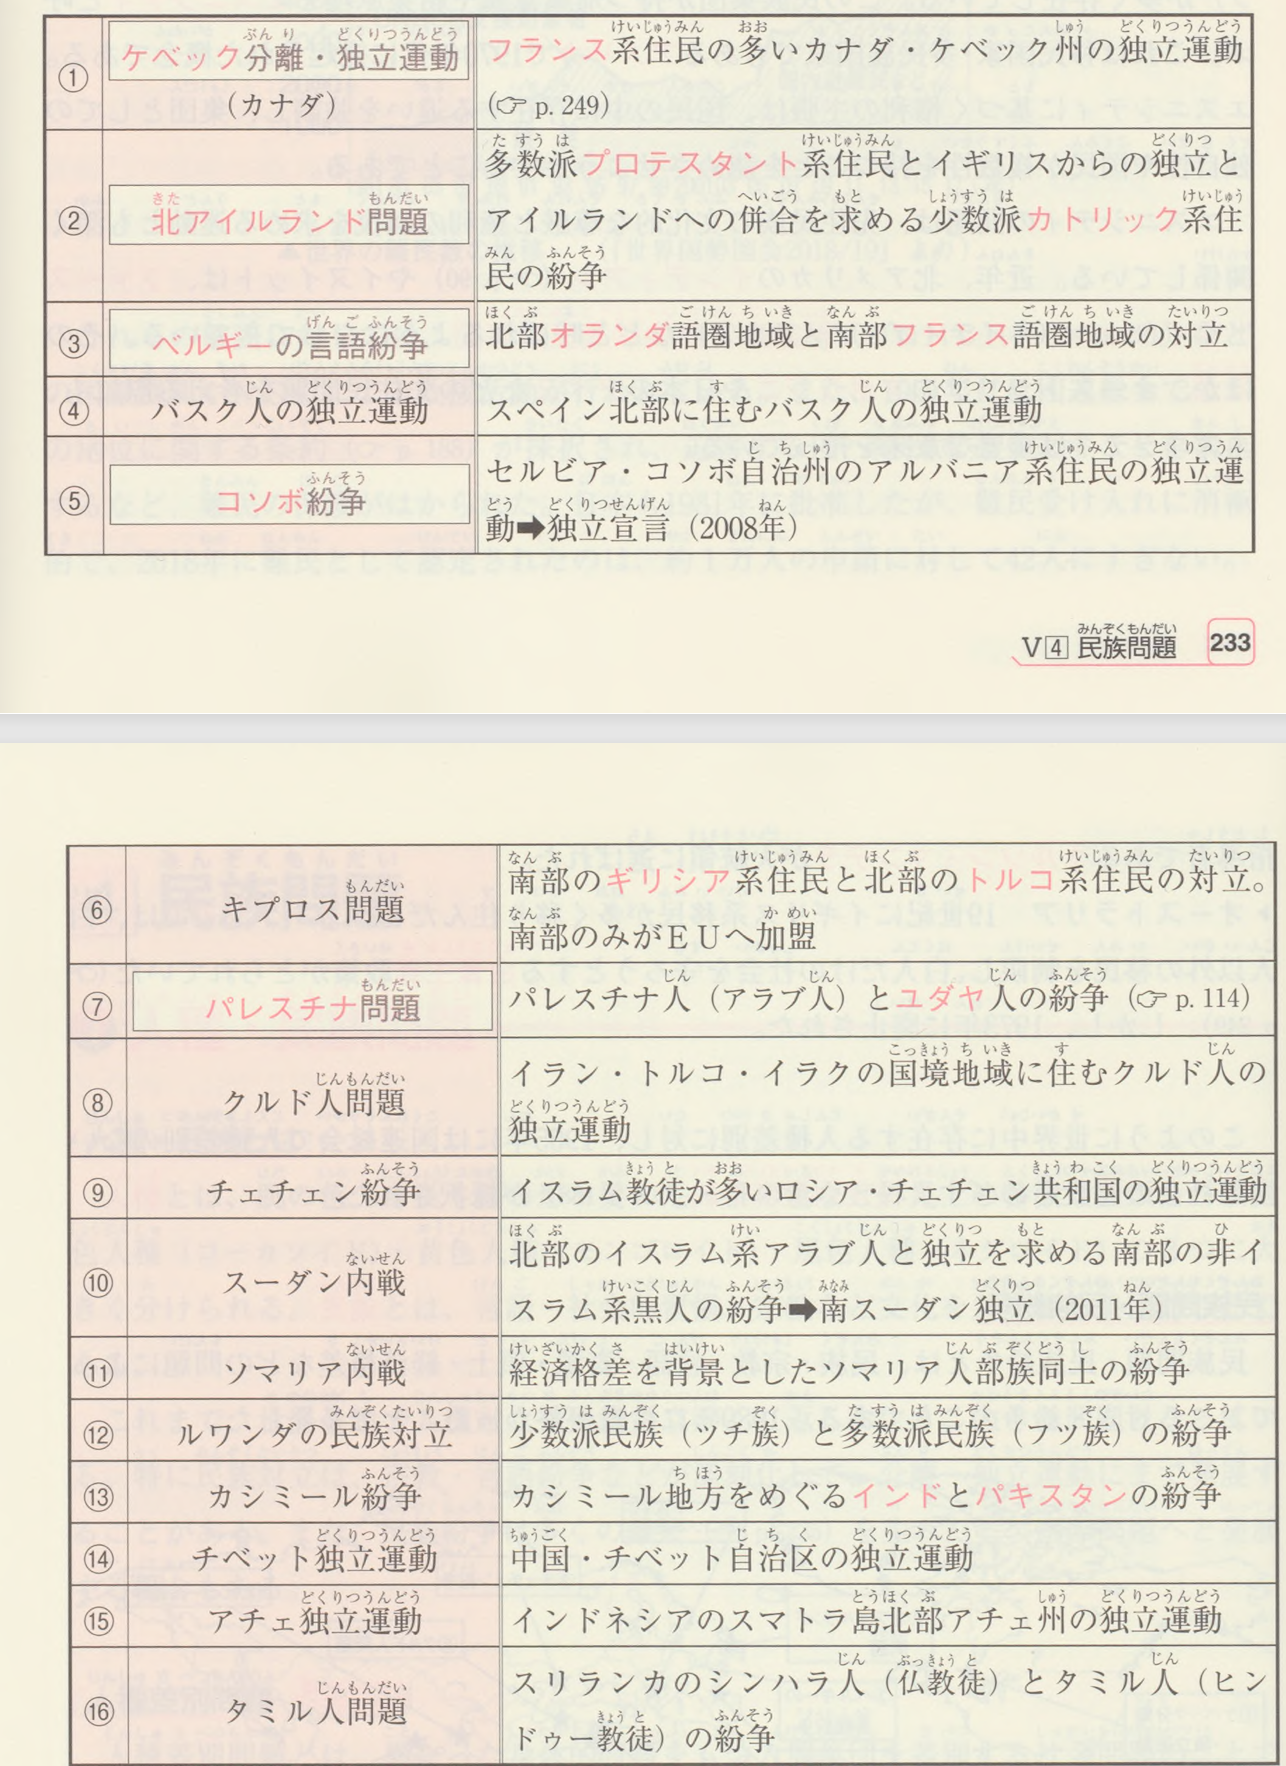 ① ケベック分離・独立運動 フランス系住民の多いカナダ・ケベック州の独立運動
(カナダ) (☞ p. 249)
② 北アイルランド問題 多数派プロテスタント系住民とイギリスからの独立と
アイルランドへの併合を求める少数派カトリック系住
民の紛争
③ ベルギーの言語紛争 北部オランダ語圏地域と南部フランス語圏地域の対立
④ バスク人の独立運動 スペイン北部に住むバスク人の独立運動
⑤ コソボ紛争 セルビア・コソボ自治州のアルバニア系住民の独立運
動➡独立宣言(2008年)
V4 民族問題 233
⑥ キプロス問題 南部のギリシア系住民と北部のトルコ系住民の対立。
南部のみがEUへ加盟
⑦ パレスチナ問題 パレスチナ人(アラブ人)とユダヤ人の紛争(☞ p. 114)
⑧ クルド人問題 イラン・トルコ・イラクの国境地域に住むクルド人の
独立運動
⑨ チェチェン紛争 イスラム教徒が多いロシア・チェチェン共和国の独立運動
⑩ スーダン内戦 北部のイスラム系アラブ人と独立を求める南部の非イ
スラム系黒人の紛争➡南スーダン独立(2011年)
⑪ ソマリア内戦 経済格差を背景としたソマリア人部族同士の紛争
⑫ ルワンダの民族対立 少数派民族(ツチ族)と多数派民族(フツ族)の紛争
⑬ カシミール紛争 カシミール地方をめぐるインドとパキスタンの紛争
⑭ チベット独立運動 中国・チベット自治区の独立運動
⑮ アチェ独立運動 インドネシアのスマトラ島北部アチェ州の独立運動
⑯ タミル人問題 スリランカのシンハラ人(仏教徒)とタミル人(ヒン
ドゥー教徒)の紛争